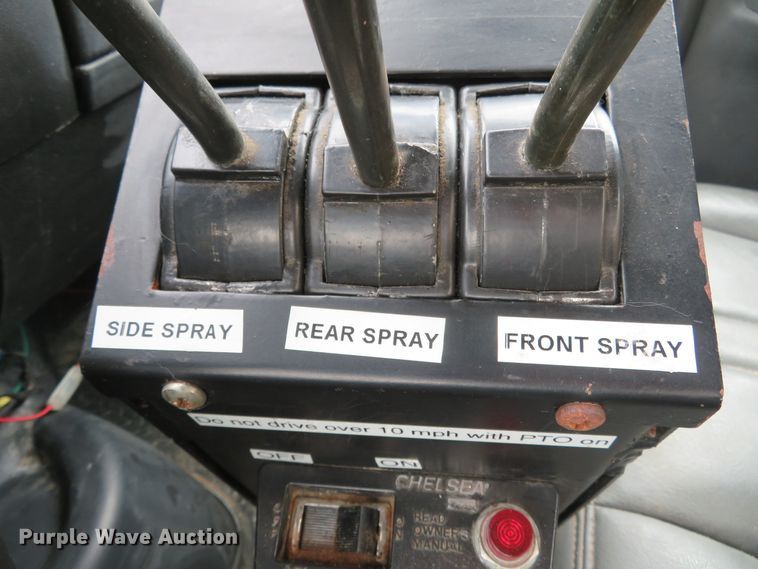 SIDE SPRAY
REAR SPRAY
FRONT SPRAY
Do not drive over 10 mph with PTO on
OFF
ON
CHELSEA
READ
OWNER'S
MANUAL
Purple Wave Auction